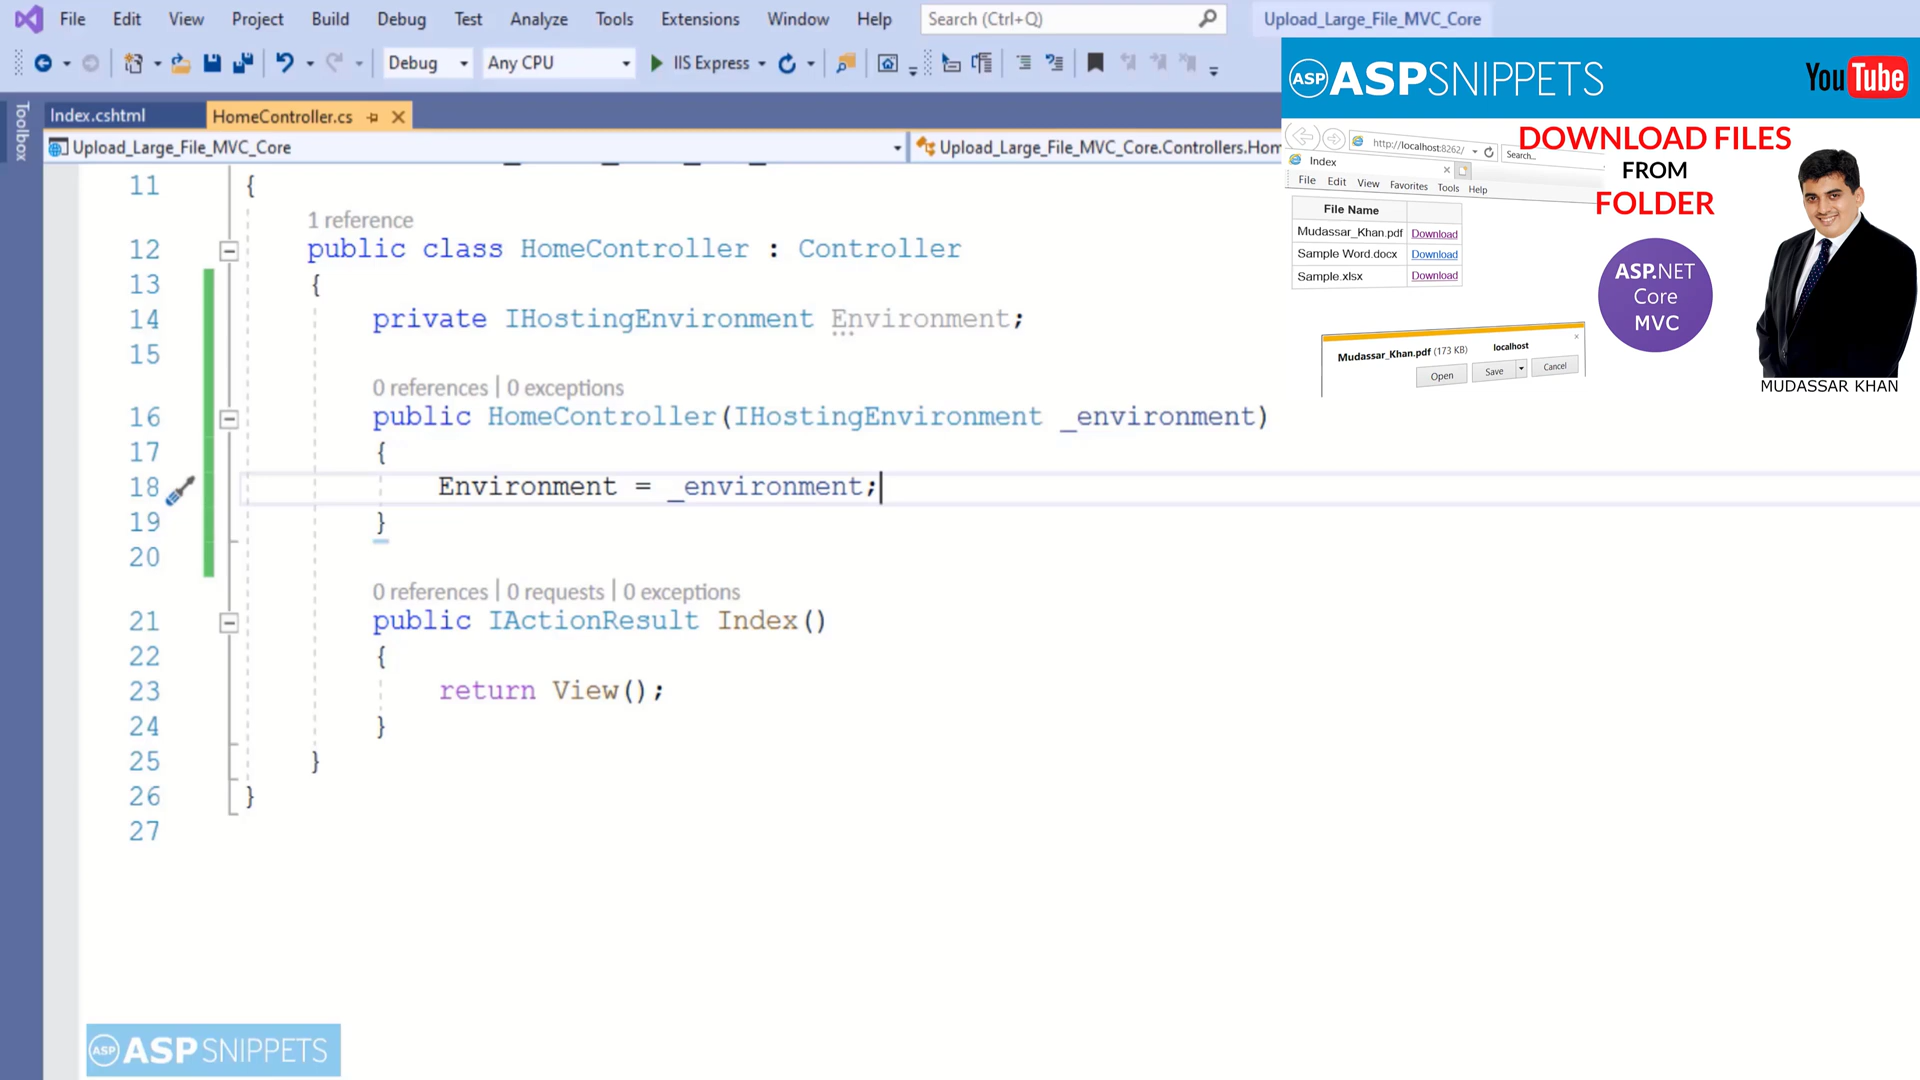 File Edit View Project Build Debug Test Analyze Tools Extensions Window Help Search (Ctrl+Q) Upload_Large_File_MVC_Core
Debug Any CPU IIS Express
Toolbox
Index.cshtml HomeController.cs
Upload_Large_File_MVC_Core Upload_Large_File_MVC_Core.Controllers.Hom
11 {
1 reference
12 public class HomeController : Controller
13 {
14 private IHostingEnvironment Environment;
15
0 references | 0 exceptions
16 public HomeController(IHostingEnvironment _environment)
17 {
18 Environment = _environment;
19 }
20
0 references | 0 requests | 0 exceptions
21 public IActionResult Index()
22 {
23 return View();
24 }
25 }
26 }
27
ASP ASPSNIPPETS YouTube
DOWNLOAD FILES
FROM
FOLDER
http://localhost:8262/ Search...
Index
File Edit View Favorites Tools Help
File Name
Mudassar_Khan.pdf Download
Sample Word.docx Download
Sample.xlsx Download
ASP.NET
Core
MVC
Mudassar_Khan.pdf (173 KB) localhost
Open Save Cancel
MUDASSAR KHAN
ASP ASPSNIPPETS